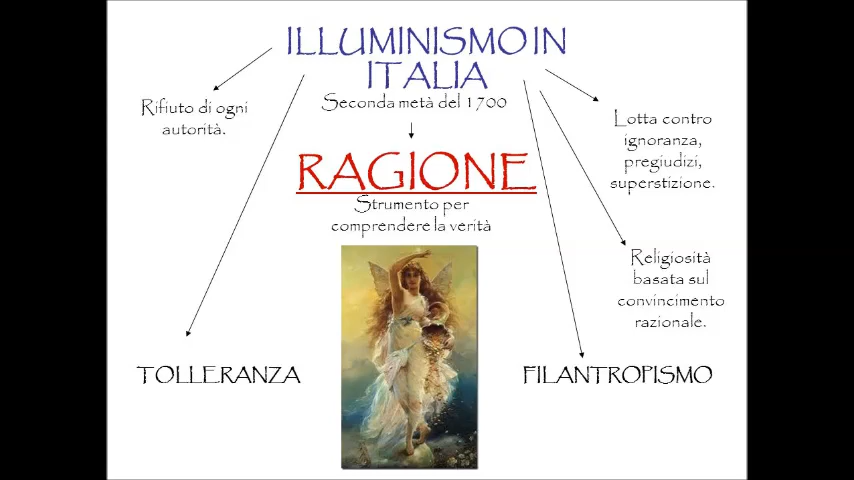 ILLUMINISMO IN
ITALIA
Seconda metà del 1700
Rifiuto di ogni
autorità.
Lotta contro
ignoranza,
pregiudizi,
superstizione.
RAGIONE
Strumento per
comprendere la verità
Religiosità
basata sul
convincimento
razionale.
TOLLERANZA
FILANTROPISMO